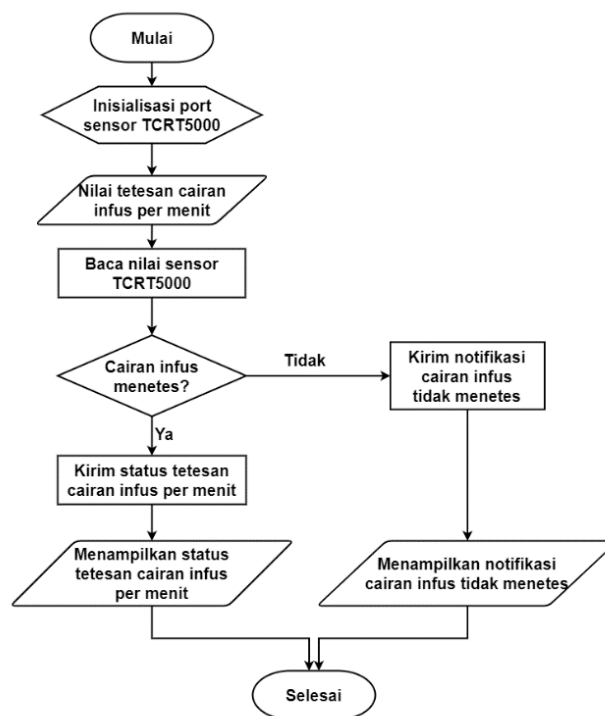 Mulai
Inisialisasi port
sensor TCRT5000
Nilai tetesan cairan
infus per menit
Baca nilai sensor
TCRT5000
Cairan infus
menetes?
Tidak
Kirim notifikasi
cairan infus
tidak menetes
Ya
Kirim status tetesan
cairan infus per menit
Menampilkan status
tetesan cairan infus
per menit
Menampilkan notifikasi
cairan infus tidak menetes
Selesai